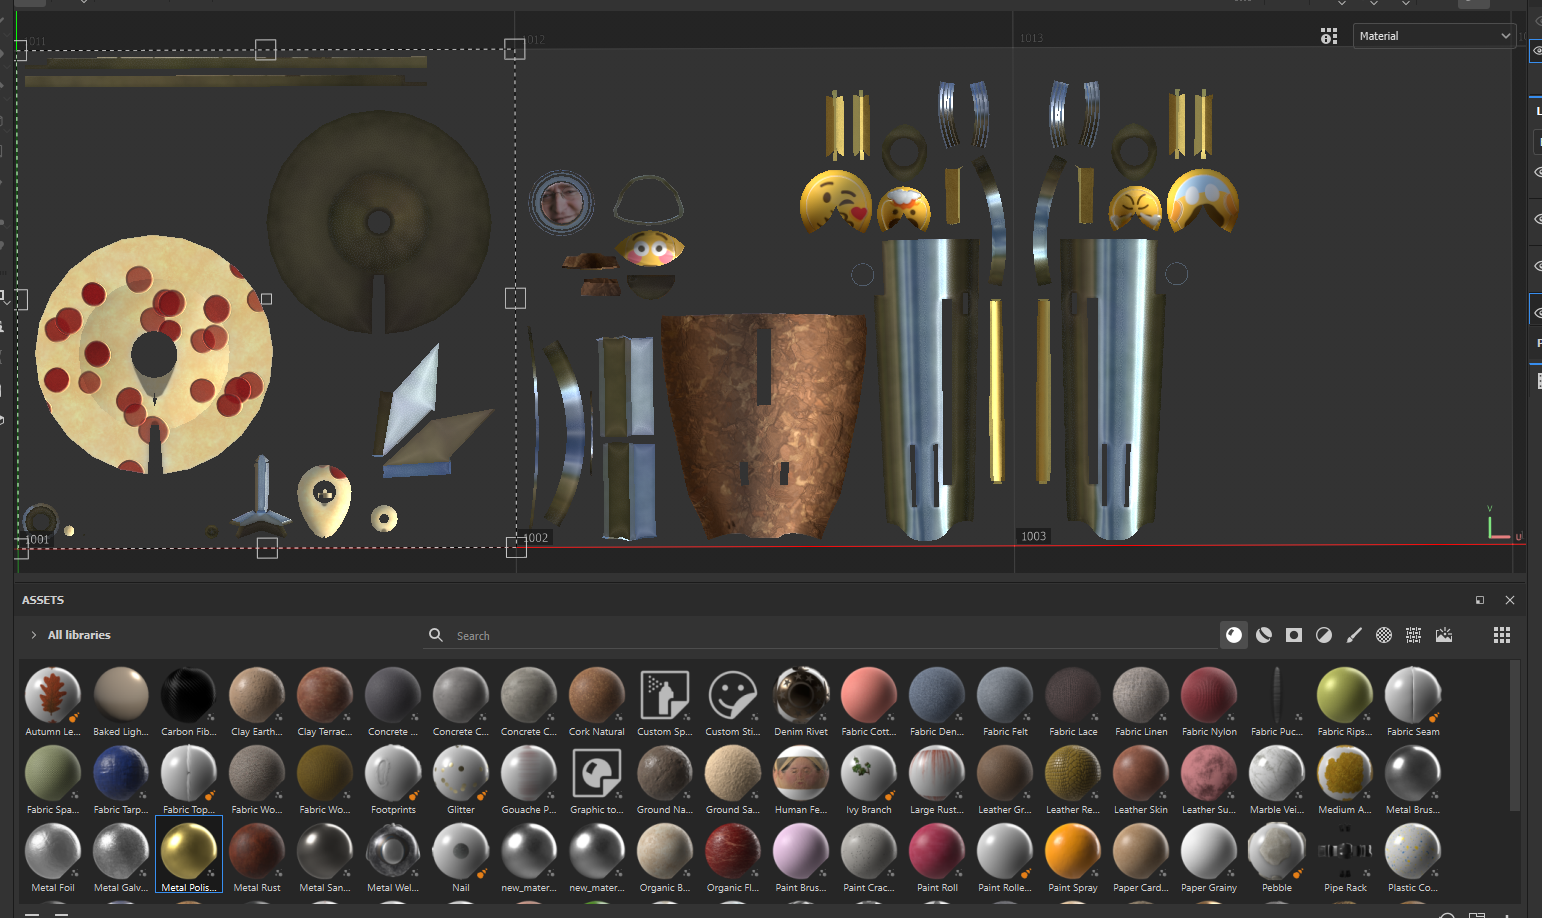 1011
1012
1013
Material
V
U
1001
1002
1003
ASSETS
All libraries
Search
Autumn Le...
Baked Ligh...
Carbon Fib...
Clay Earth...
Clay Terrac...
Concrete ...
Concrete C...
Concrete C...
Cork Natural
Custom Sp...
Custom Sti...
Denim Rivet
Fabric Cott...
Fabric Den...
Fabric Felt
Fabric Lace
Fabric Linen
Fabric Nylon
Fabric Puc...
Fabric Rips...
Fabric Seam
Fabric Spa...
Fabric Tarp...
Fabric Top...
Fabric Wo...
Fabric Wo...
Footprints
Glitter
Gouache P...
Graphic to...
Ground Na...
Ground Sa...
Human Fe...
Ivy Branch
Large Rust...
Leather Gr...
Leather Re...
Leather Skin
Leather Su...
Marble Vei...
Medium A...
Metal Brus...
Metal Foil
Metal Galv...
Metal Polis...
Metal Rust
Metal San...
Metal Wel...
Nail
new_mater...
new_mater...
Organic B...
Organic Fl...
Paint Brus...
Paint Crac...
Paint Roll
Paint Rolle...
Paint Spray
Paper Card...
Paper Grainy
Pebble
Pipe Rack
Plastic Co...